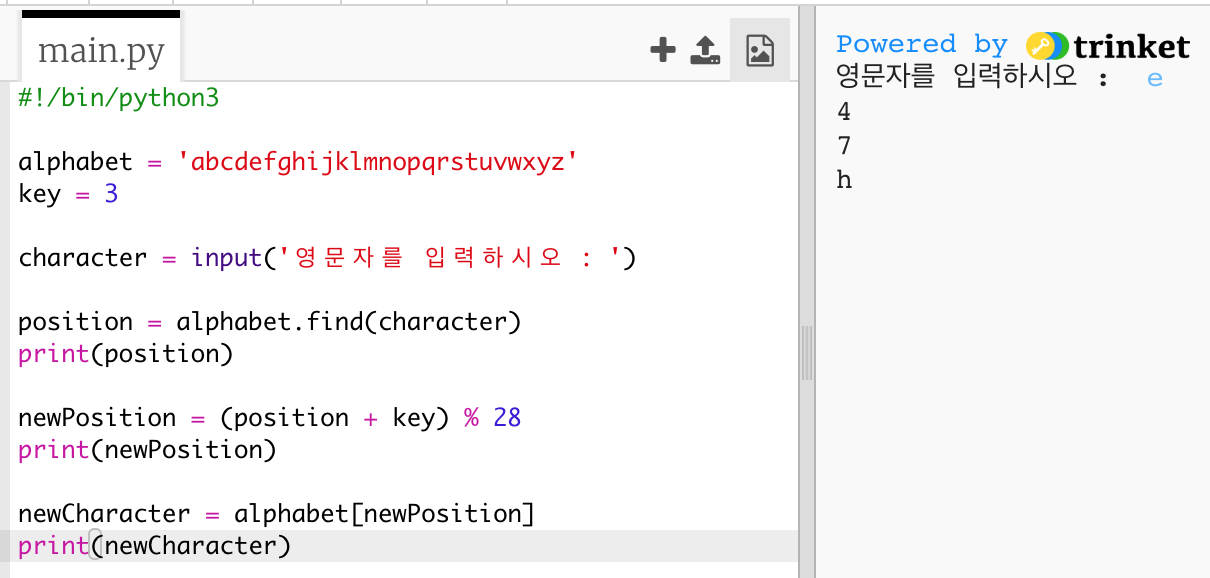 main.py
#!/bin/python3
alphabet = 'abcdefghijklmnopqrstuvwxyz'
key = 3
character = input('영문자를 입력하시오 : ')
position = alphabet.find(character)
print(position)
newPosition = (position + key) % 28
print(newPosition)
newCharacter = alphabet[newPosition]
print(newCharacter)
Powered by trinket
영문자를 입력하시오 : e
4
7
h